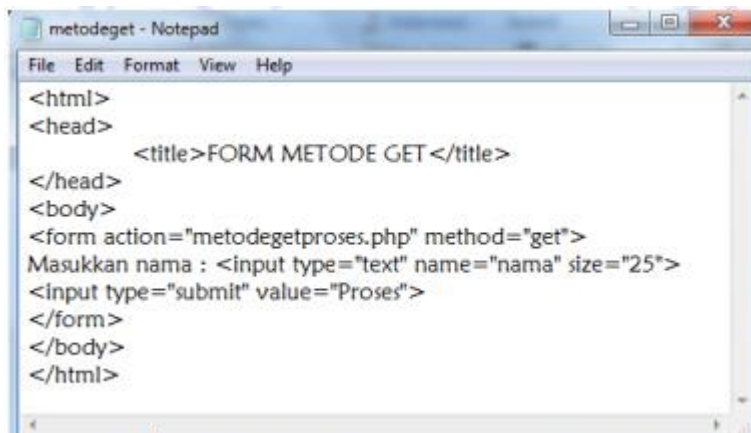 metodeget - Notepad
File Edit Format View Help
<html>
<head>
<title>FORM METODE GET</title>
</head>
<body>
<form action="metodegetproses.php" method="get">
Masukkan nama : <input type="text" name="nama" size="25">
<input type="submit" value="Proses">
</form>
</body>
</html>